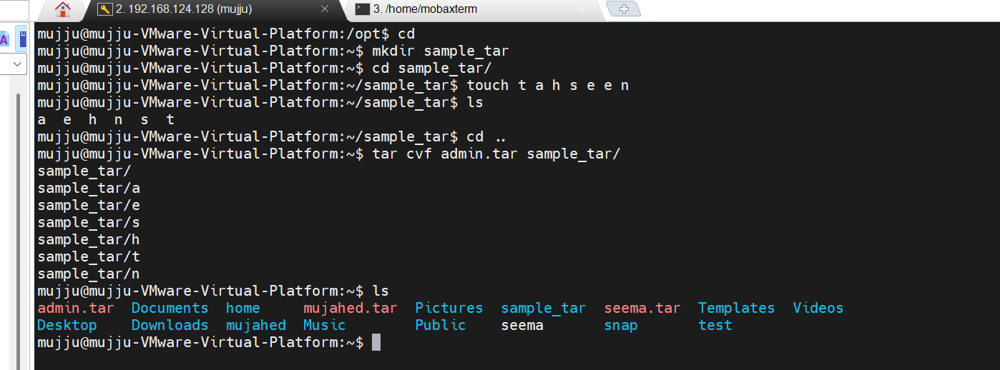 2. 192.168.124.128 (mujju)
3. /home/mobaxterm
A
mujju@mujju-VMware-Virtual-Platform:/opt$ cd
mujju@mujju-VMware-Virtual-Platform:~$ mkdir sample_tar
mujju@mujju-VMware-Virtual-Platform:~$ cd sample_tar/
mujju@mujju-VMware-Virtual-Platform:~/sample_tar$ touch t a h s e e n
mujju@mujju-VMware-Virtual-Platform:~/sample_tar$ ls
a  e  h  n  s  t
mujju@mujju-VMware-Virtual-Platform:~/sample_tar$ cd ..
mujju@mujju-VMware-Virtual-Platform:~$ tar cvf admin.tar sample_tar/
sample_tar/
sample_tar/a
sample_tar/e
sample_tar/s
sample_tar/h
sample_tar/t
sample_tar/n
mujju@mujju-VMware-Virtual-Platform:~$ ls
admin.tar  Documents  home     mujahed.tar  Pictures  sample_tar  seema.tar  Templates  Videos
Desktop    Downloads  mujahed  Music        Public    seema       snap       test
mujju@mujju-VMware-Virtual-Platform:~$